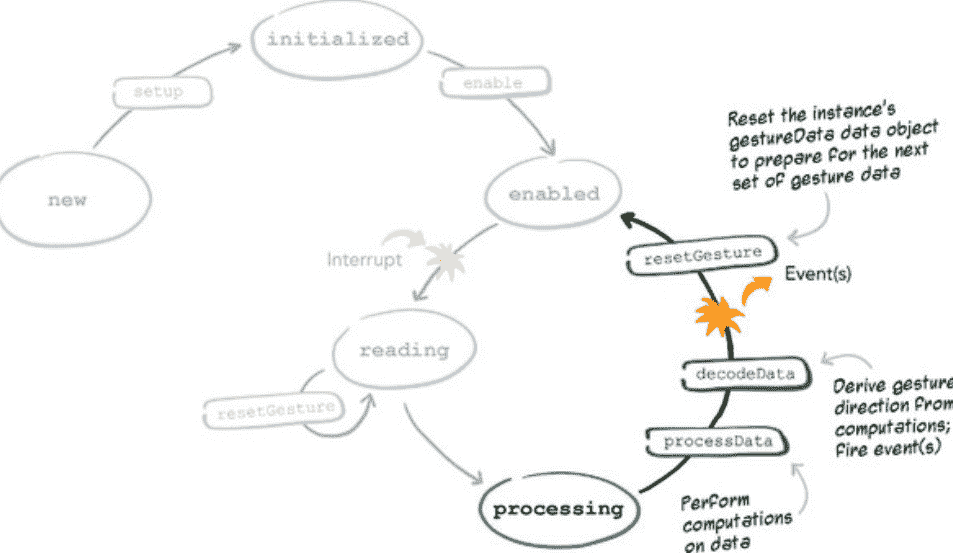 initialized
setup
enable
new
enabled
Reset the instance's
gestureData data object
to prepare for the next
set of gesture data
Interrupt
resetGesture
Event(s)
reading
decodeData
resetGesture
Derive gesture
direction from
computations;
fire event(s)
processData
processing
Perform
computations
on data